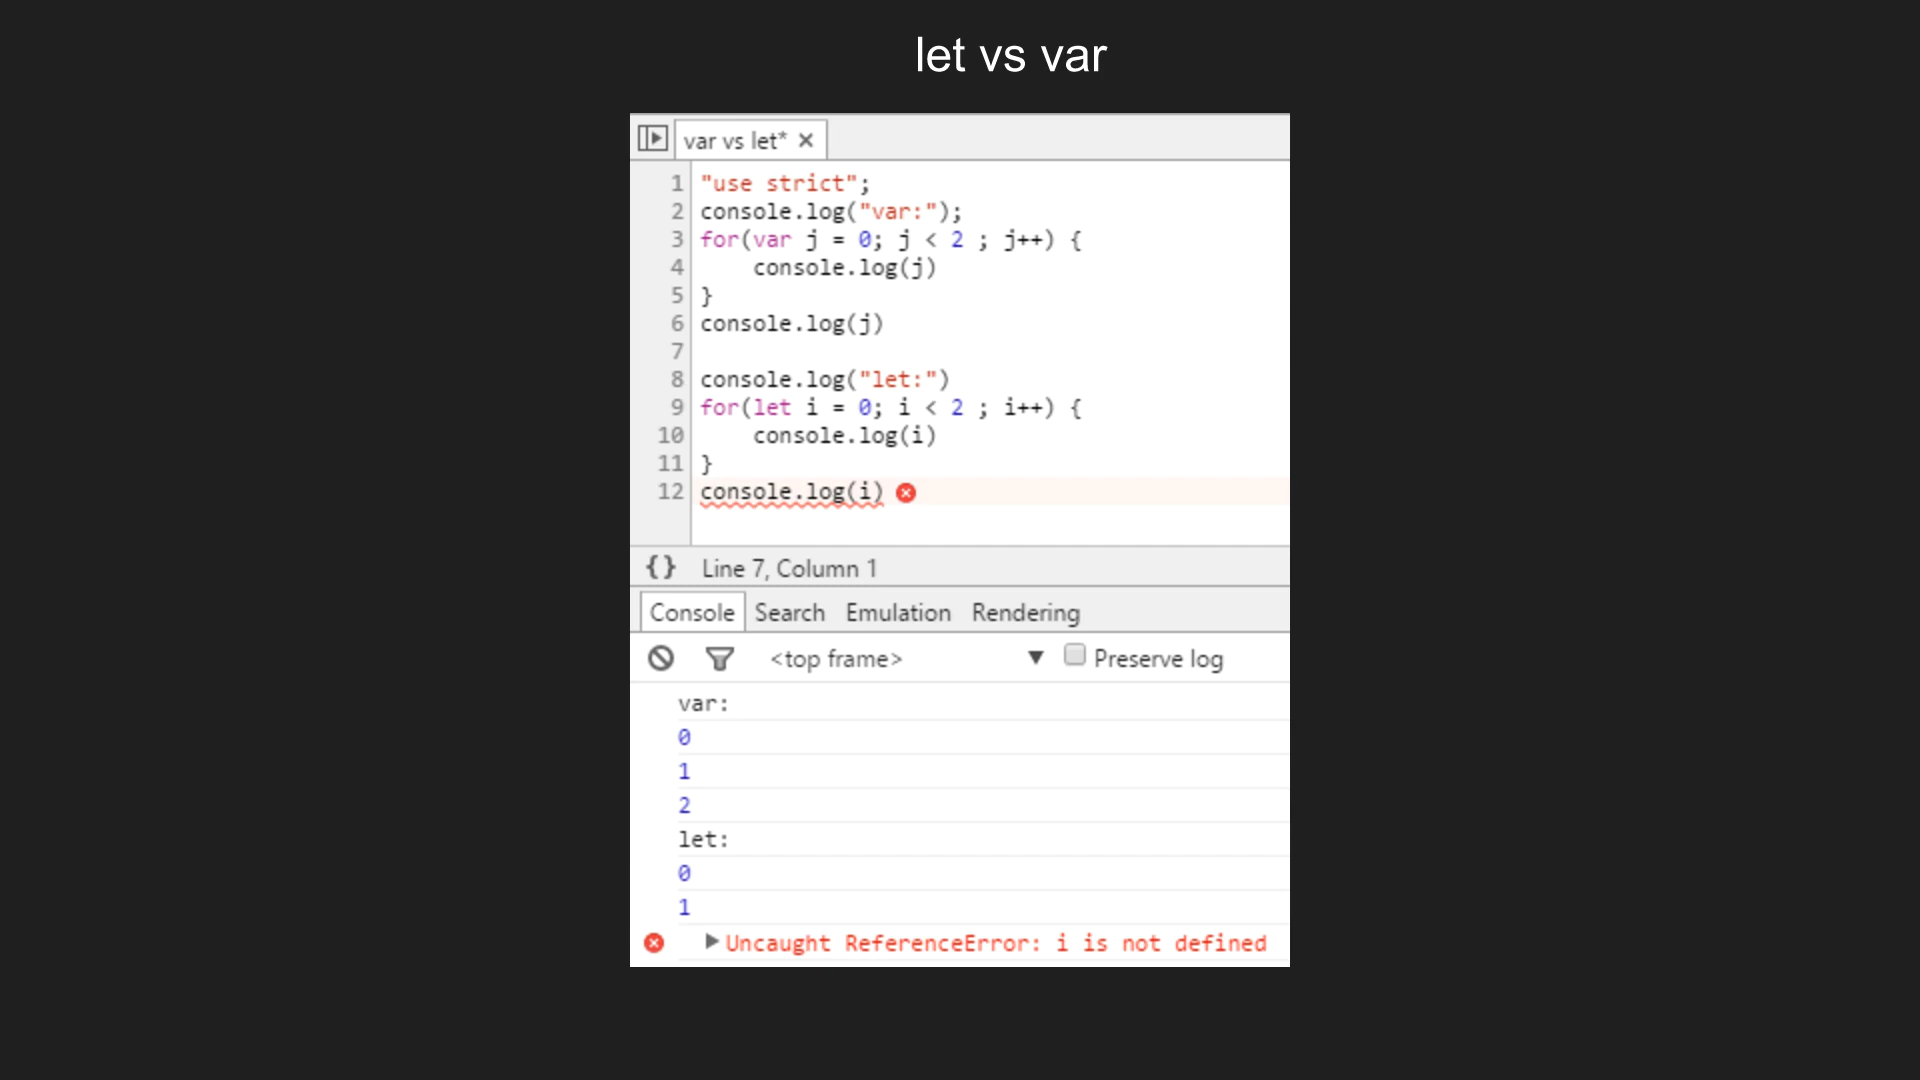 let vs var
var vs let*
1 "use strict";
2 console.log("var:");
3 for(var j = 0; j < 2 ; j++) {
4     console.log(j)
5 }
6 console.log(j)
7
8 console.log("let:")
9 for(let i = 0; i < 2 ; i++) {
10     console.log(i)
11 }
12 console.log(i)
{} Line 7, Column 1
Console Search Emulation Rendering
<top frame> Preserve log
var:
0
1
2
let:
0
1
Uncaught ReferenceError: i is not defined